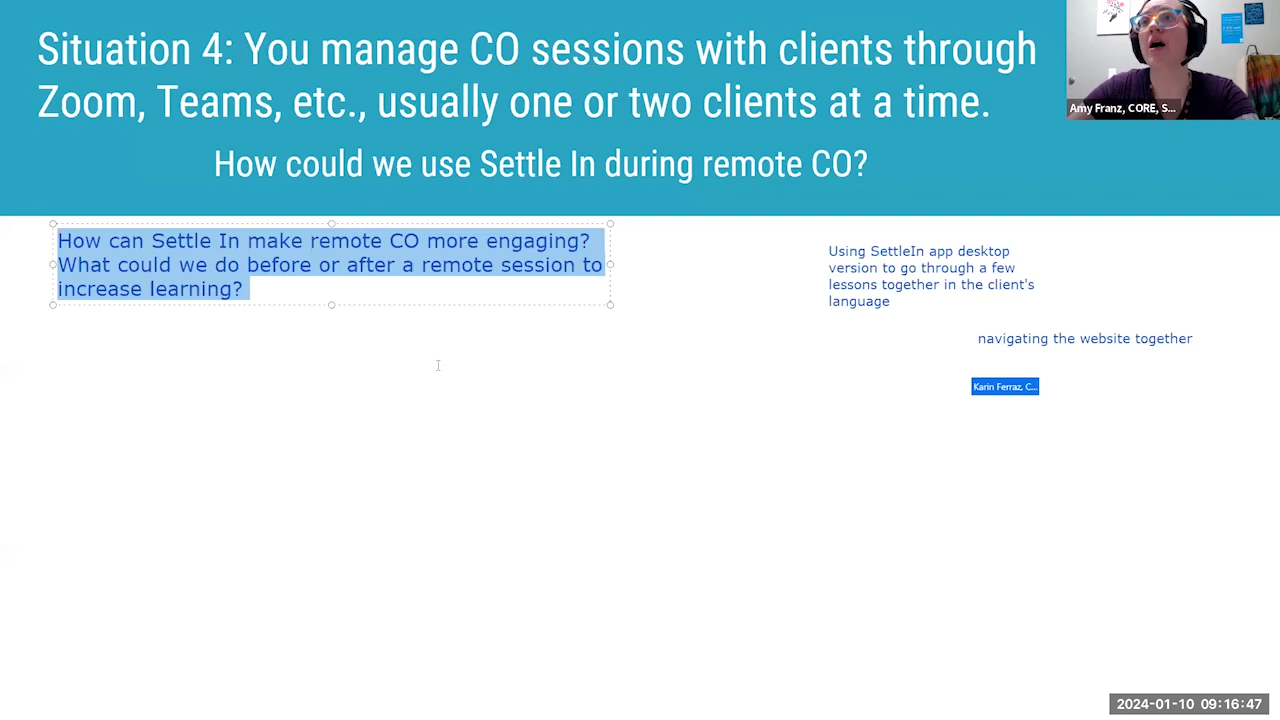 Situation 4: You manage CO sessions with clients through
Zoom, Teams, etc., usually one or two clients at a time.
How could we use Settle In during remote CO?
Amy Franz, CORE, S...
How can Settle In make remote CO more engaging?
What could we do before or after a remote session to
increase learning?
Using SettleIn app desktop
version to go through a few
lessons together in the client's
language
navigating the website together
Karin Ferraz, C...
2024-01-10 09:16:47